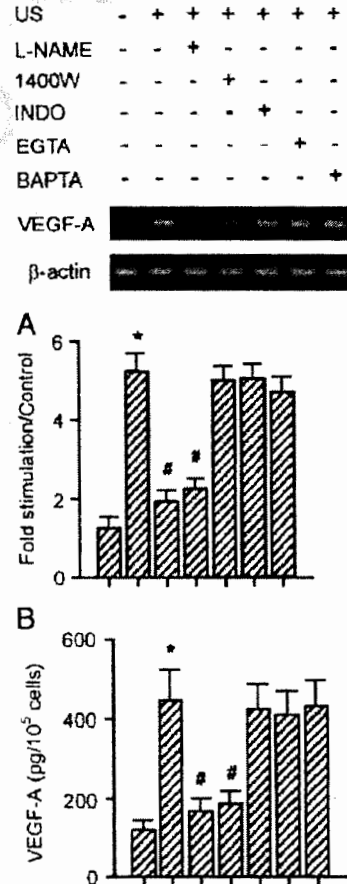 US - + + + + + +
L-NAME - - + - - - -
1400W - - - + - - -
INDO - - - - + - -
EGTA - - - - - + -
BAPTA - - - - - - +
VEGF-A
β-actin
A
Fold stimulation/Control
6
4
2
0
*
#
#
B
VEGF-A (pg/10⁵ cells)
600
400
200
0
*
#
#